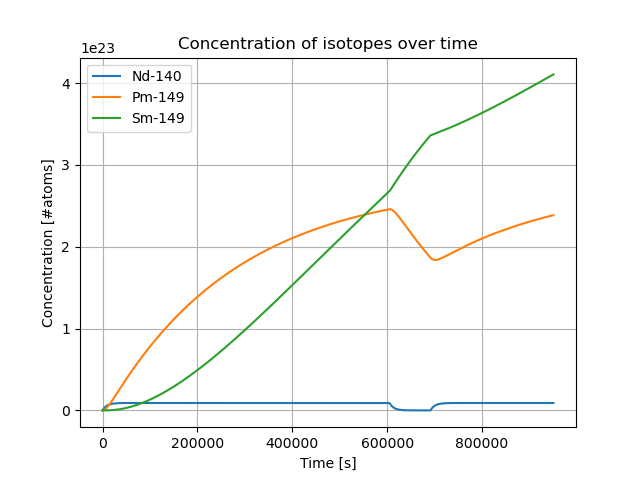 Concentration of isotopes over time
1e23
Nd-140
Pm-149
Sm-149
4
3
2
1
0
Concentration [#atoms]
0 200000 400000 600000 800000
Time [s]